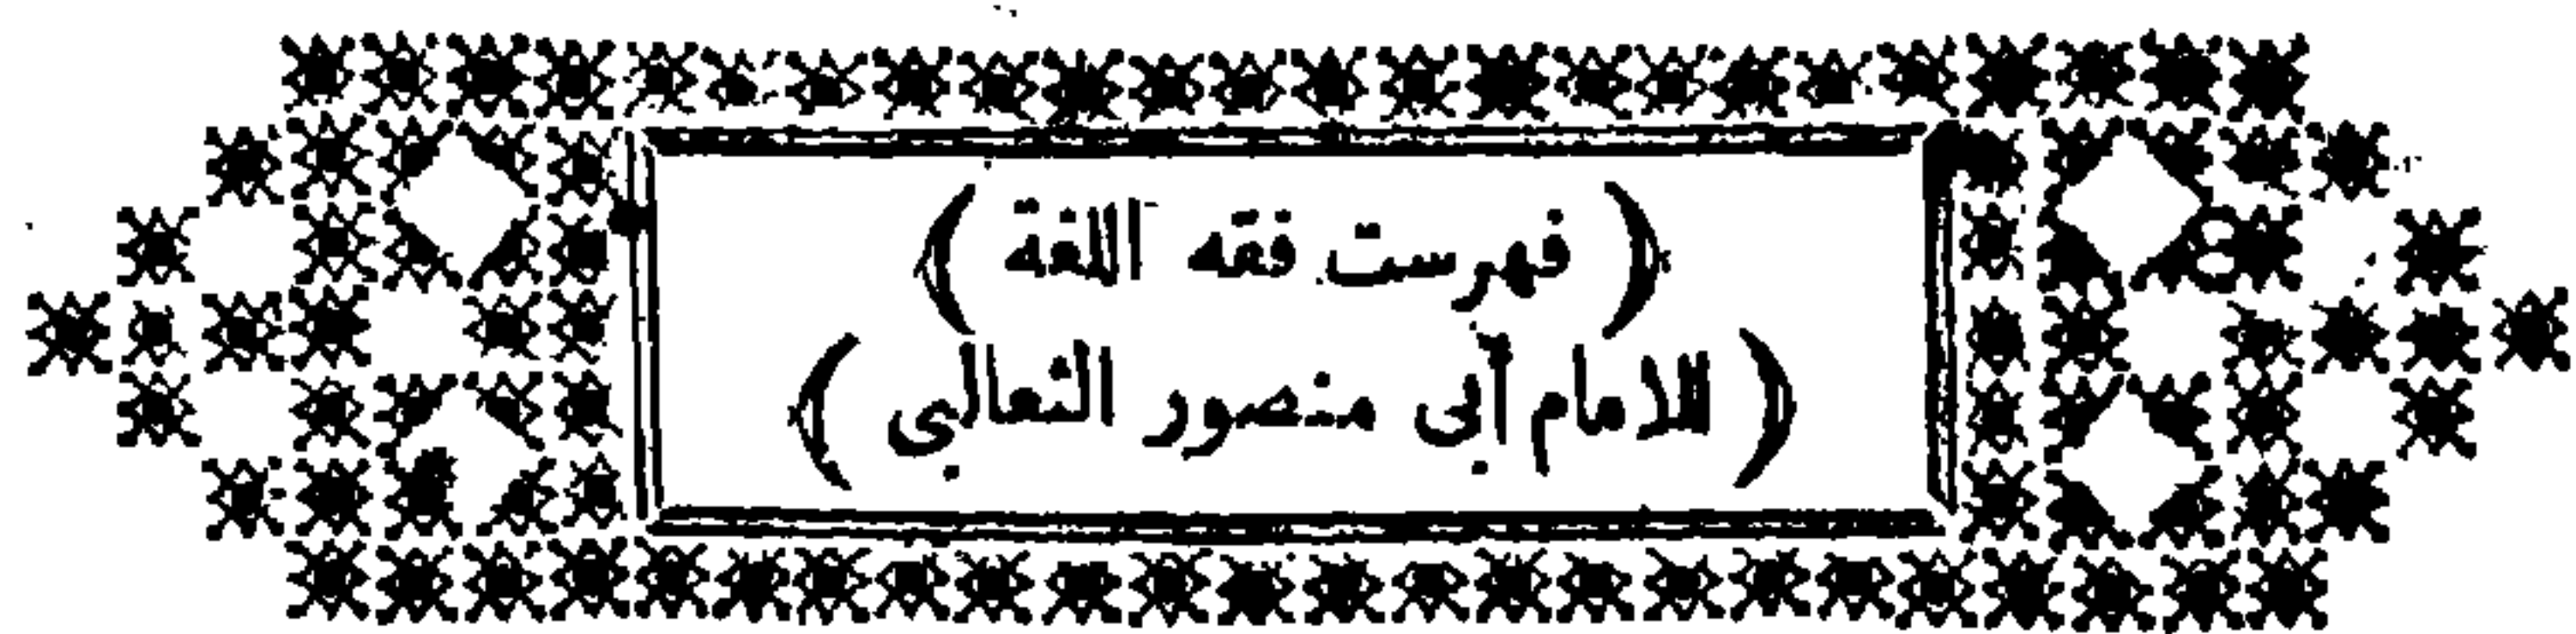 ( فهرست فقه اللغة )
( للامام أبى منصور الثعالبى )